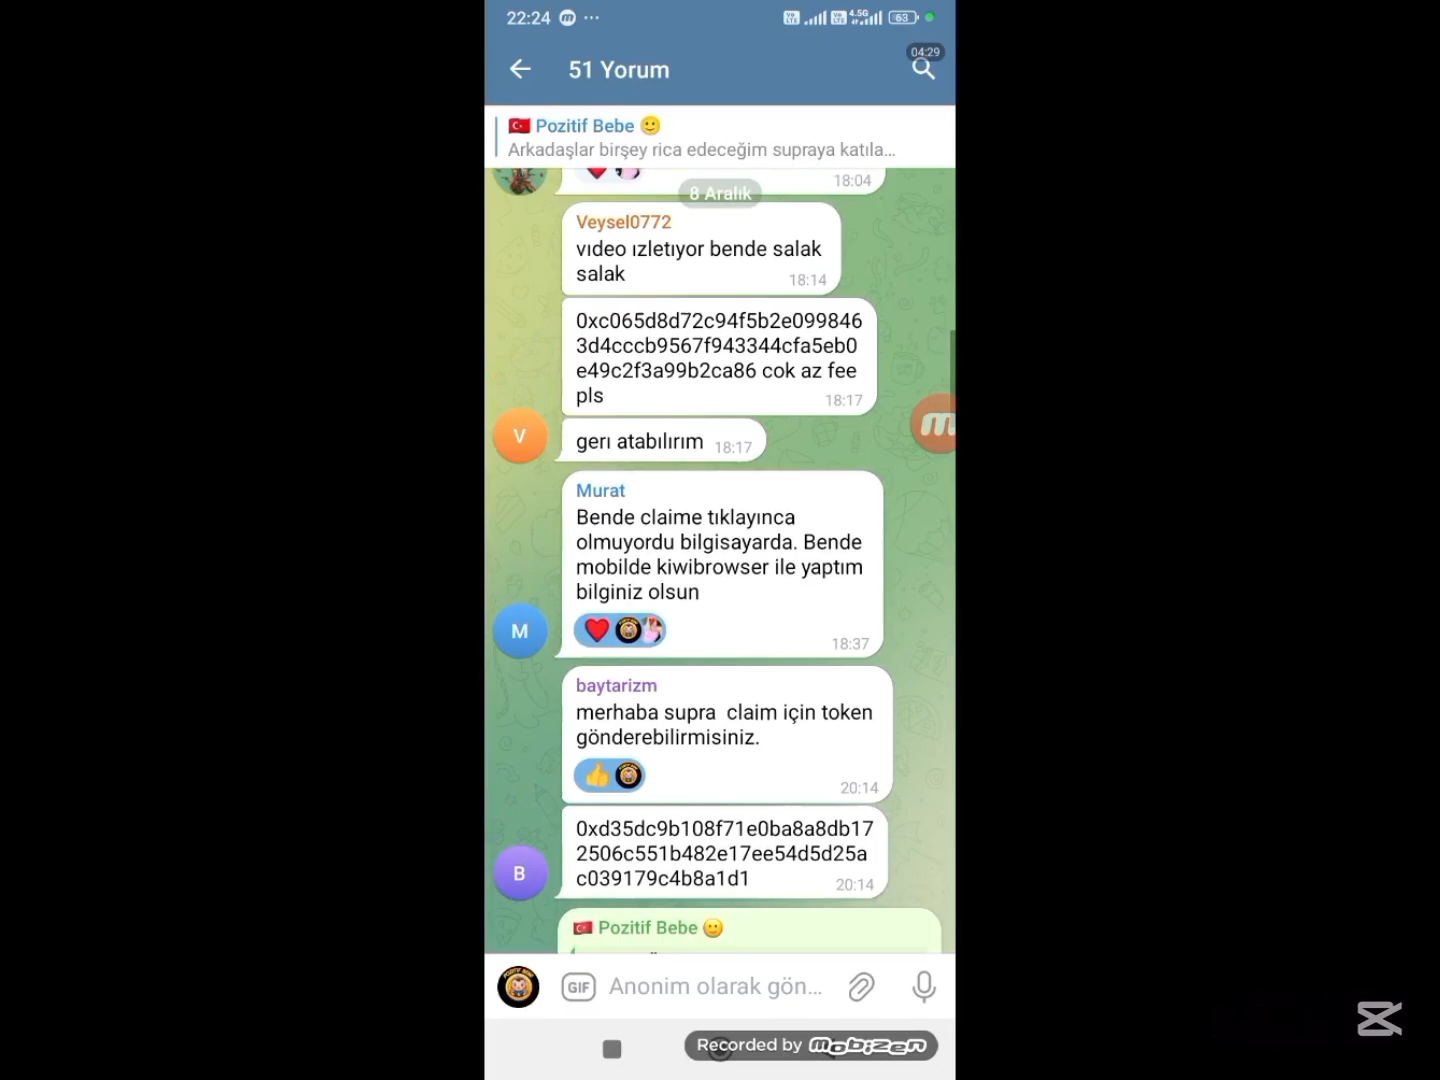 22:24
4.5G
63
04:29
51 Yorum
🇹🇷 Pozitif Bebe 🙂
Arkadaşlar birşey rica edeceğim supraya katıla...
18:04
8 Aralık
Veysel0772
vıdeo ızletıyor bende salak
salak
18:14
0xc065d8d72c94f5b2e099846
3d4cccb9567f943344cfa5eb0
e49c2f3a99b2ca86 cok az fee
pls
18:17
V
gerı atabılırım 18:17
Murat
Bende claime tıklayınca
olmuyordu bilgisayarda. Bende
mobilde kiwibrowser ile yaptım
bilginiz olsun
M
18:37
baytarizm
merhaba supra claim için token
gönderebilirmisiniz.
20:14
0xd35dc9b108f71e0ba8a8db17
2506c551b482e17ee54d5d25a
c039179c4b8a1d1
20:14
B
🇹🇷 Pozitif Bebe 🙂
GIF
Anonim olarak gön...
Recorded by mobizen